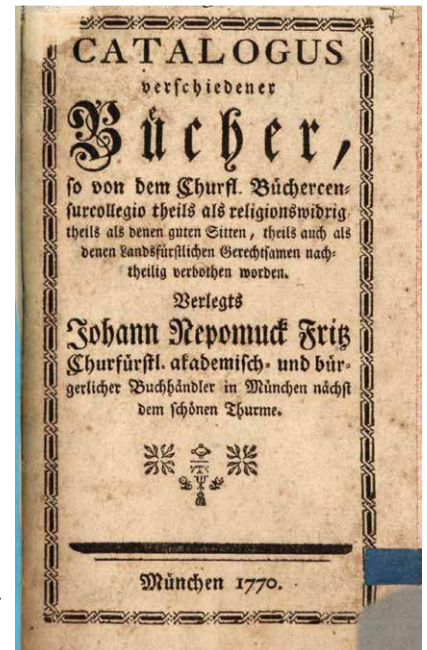 7
CATALOGUS
verschiedener
Bücher,
so von dem Churfl. Büchercen-
surcollegio theils als religionswidrig
theils als denen guten Sitten, theils auch als
denen Landsfürstlichen Gerechtsamen nach-
theilig verbothen worden.
Verlegts
Johann Nepomuck Fritz
Churfürstl. akademisch- und bür-
gerlicher Buchhändler in München nächst
dem schönen Thurme.
München 1770.